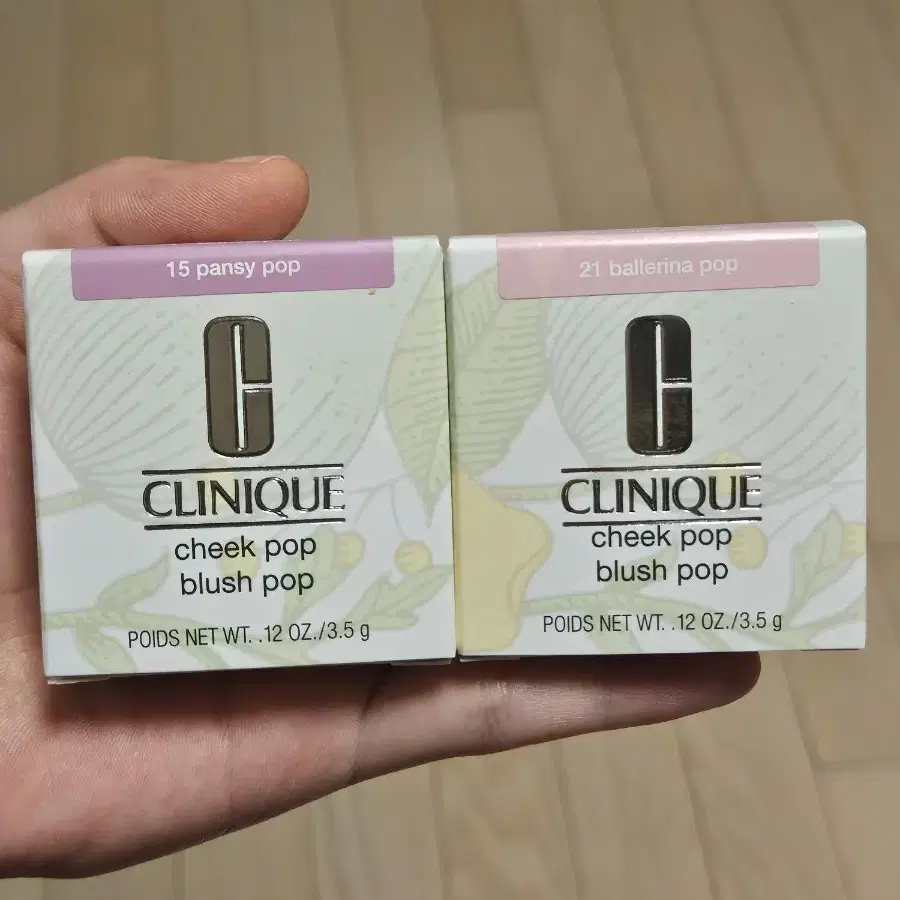 15 pansy pop
C
CLINIQUE
cheek pop
blush pop
POIDS NET WT. .12 OZ./3.5 g
21 ballerina pop
C
CLINIQUE
cheek pop
blush pop
POIDS NET WT. .12 OZ./3.5 g